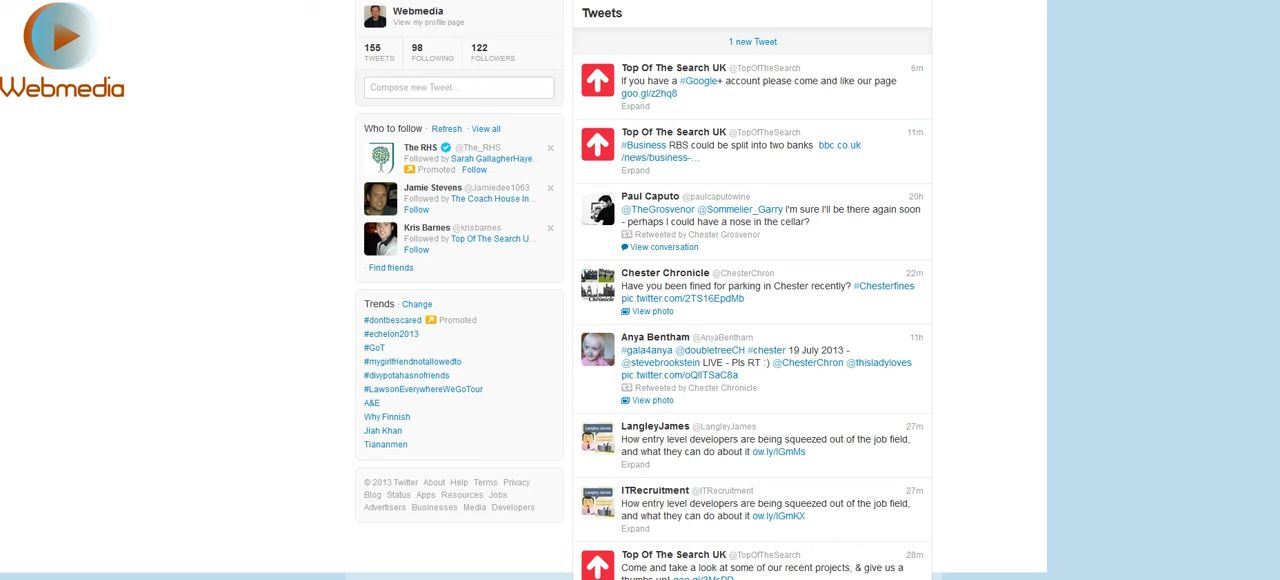 Webmedia
Webmedia
View my profile page
155 98 122
TWEETS FOLLOWING FOLLOWERS
Compose new Tweet...
Who to follow · Refresh · View all
The RHS @The_RHS
Followed by Sarah GallagherHaye...
Promoted · Follow
Jamie Stevens @Jamiedee1063
Followed by The Coach House In...
Follow
Kris Barnes @krisbarnes
Followed by Top Of The Search U...
Follow
· Find friends
Trends · Change
#dontbescared Promoted
#echelon2013
#GoT
#mygirlfriendnotallowedto
#divypotahasnofriends
#LawsonEverywhereWeGoTour
A&E
Why Finnish
Jiah Khan
Tiananmen
© 2013 Twitter About Help Terms Privacy
Blog Status Apps Resources Jobs
Advertisers Businesses Media Developers
Tweets
1 new Tweet
Top Of The Search UK @TopOfTheSearch 6m
If you have a #Google+ account please come and like our page
goo.gl/z2hq8
Expand
Top Of The Search UK @TopOfTheSearch 11m
#Business RBS could be split into two banks bbc.co.uk
/news/business-...
Expand
Paul Caputo @paulcaputowine 20h
@TheGrosvenor @Sommelier_Garry I'm sure I'll be there again soon
- perhaps I could have a nose in the cellar?
Retweeted by Chester Grosvenor
View conversation
Chester Chronicle @ChesterChron 22m
Have you been fined for parking in Chester recently? #Chesterfines
pic.twitter.com/2TS16EpdMb
View photo
Anya Bentham @AnyaBentham 11h
#gala4anya @doubletreeCH #chester 19 July 2013 -
@stevebrookstein LIVE - Pls RT :) @ChesterChron @thisladyloves
pic.twitter.com/oQIlTSaC8a
Retweeted by Chester Chronicle
View photo
LangleyJames @LangleyJames 27m
How entry level developers are being squeezed out of the job field,
and what they can do about it ow.ly/lGmMs
Expand
ITRecruitment @ITRecruitment 27m
How entry level developers are being squeezed out of the job field,
and what they can do about it ow.ly/lGmKX
Expand
Top Of The Search UK @TopOfTheSearch 28m
Come and take a look at some of our recent projects, & give us a
thumbs up! goo.gl/3MsPD